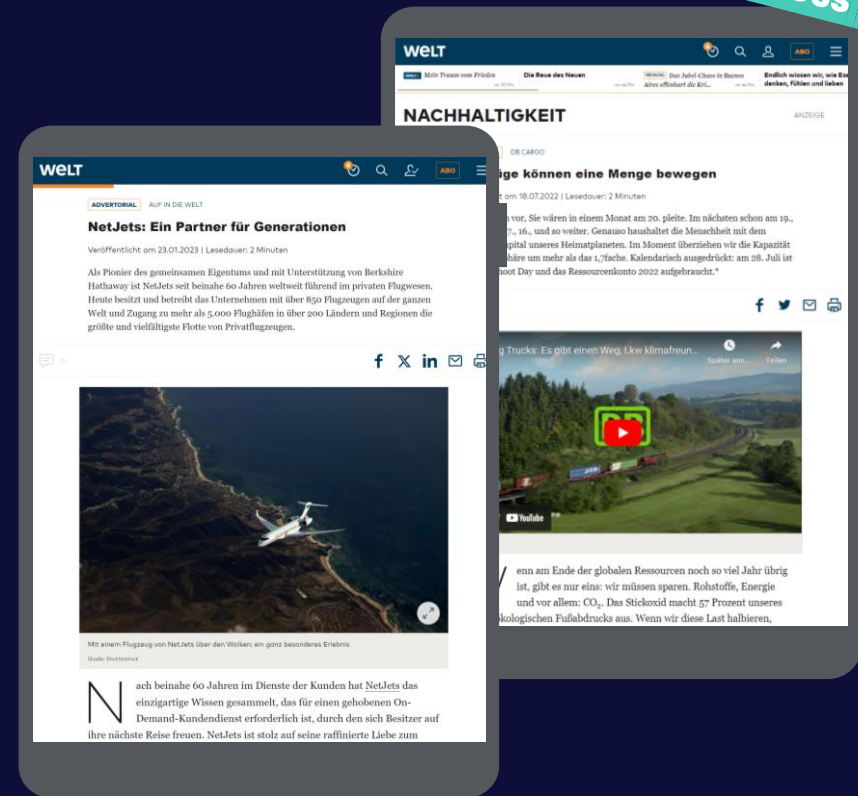 WELT
ABO
ADVERTORIAL AUF IN DIE WELT
NetJets: Ein Partner für Generationen
Veröffentlicht am 23.01.2023 | Lesedauer: 2 Minuten
Als Pionier des gemeinsamen Eigentums und mit Unterstützung von Berkshire
Hathaway ist NetJets seit beinahe 60 Jahren weltweit führend im privaten Flugwesen.
Heute besitzt und betreibt das Unternehmen mit über 850 Flugzeugen auf der ganzen
Welt und Zugang zu mehr als 5.000 Flughäfen in über 200 Ländern und Regionen die
größte und vielfältigste Flotte von Privatflugzeugen.
0
Mit einem Flugzeug von NetJets über den Wolken: ein ganz besonderes Erlebnis
Quelle: Shutterstock
Nach beinahe 60 Jahren im Dienste der Kunden hat NetJets das
einzigartige Wissen gesammelt, das für einen gehobenen On-
Demand-Kundendienst erforderlich ist, durch den sich Besitzer auf
ihre nächste Reise freuen. NetJets ist stolz auf seine raffinierte Liebe zum
WELT
ABO
Mein Traum vom Frieden
Die Reue des Neuen
MEINUNG Das Jubel-Chaos in Buenos
Aires offenbart die Kri...
Endlich wissen wir, wie Ese
denken, fühlen und lieben
NACHHALTIGKEIT
ANZEIGE
DB CARGO
ige können eine Menge bewegen
t am 18.07.2022 | Lesedauer: 2 Minuten
vor, Sie wären in einem Monat am 20. pleite. Im nächsten schon am 19.,
7., 16., und so weiter. Genauso haushaltet die Menschheit mit dem
pital unseres Heimatplaneten. Im Moment überziehen wir die Kapazität
häre um mehr als das 1,7fache. Kalendarisch ausgedrückt: am 28. Juli ist
hoot Day und das Ressourcenkonto 2022 aufgebraucht.*
g Trucks: Es gibt einen Weg, Lkw klimafreun...
Später ans...
Teilen
DB
YouTube
enn am Ende der globalen Ressourcen noch so viel Jahr übrig
ist, gibt es nur eins: wir müssen sparen. Rohstoffe, Energie
und vor allem: CO₂. Das Stickoxid macht 57 Prozent unseres
kologischen Fußabdrucks aus. Wenn wir diese Last halbieren,